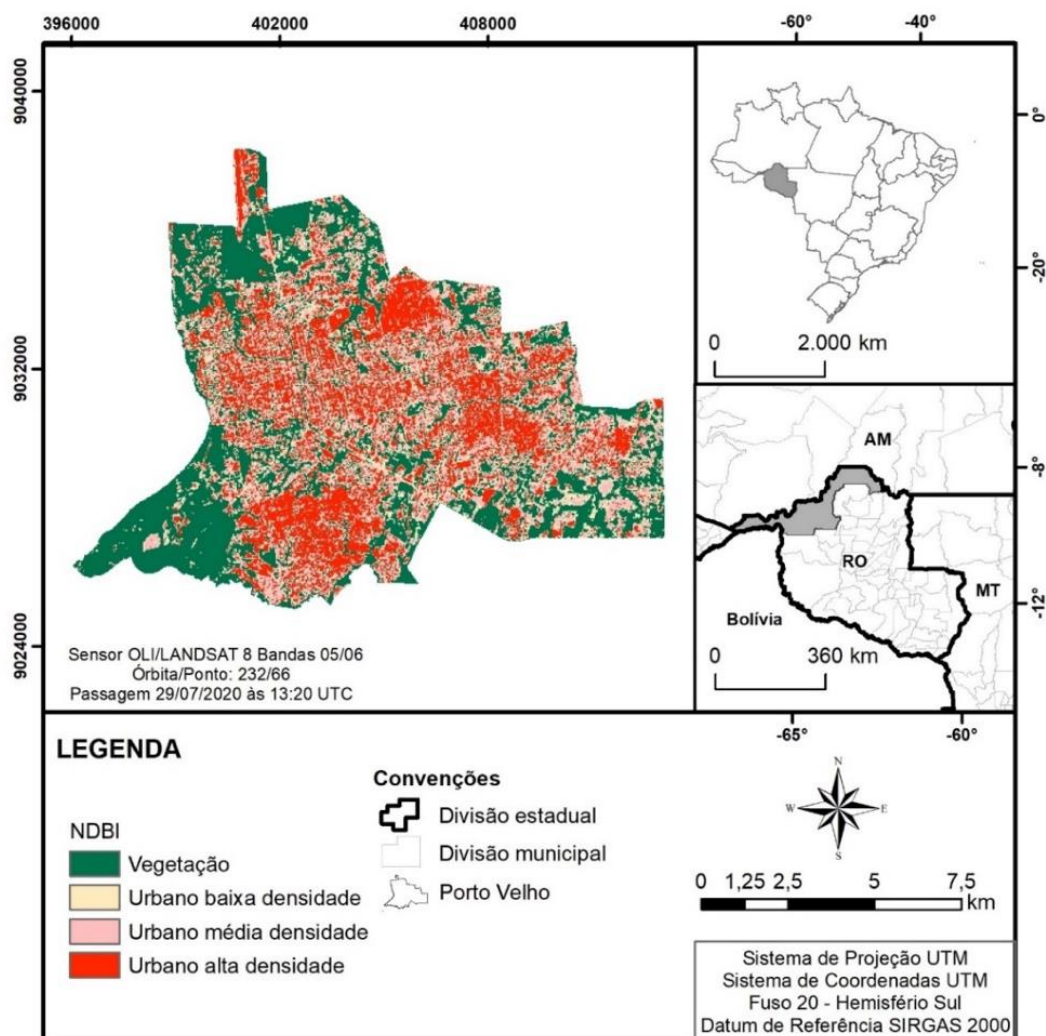 396000
402000
408000
-60°
-40°
9040000
9032000
9024000
0°
-20°
0
2.000 km
AM
RO
MT
Bolívia
-8°
-12°
0
360 km
-65°
-60°
Sensor OLI/LANDSAT 8 Bandas 05/06
Órbita/Ponto: 232/66
Passagem 29/07/2020 às 13:20 UTC
LEGENDA
NDBI
Vegetação
Urbano baixa densidade
Urbano média densidade
Urbano alta densidade
Convenções
Divisão estadual
Divisão municipal
Porto Velho
N
W
E
S
0 1,25 2,5 5 7,5
km
Sistema de Projeção UTM
Sistema de Coordenadas UTM
Fuso 20 - Hemisfério Sul
Datum de Referência SIRGAS 2000